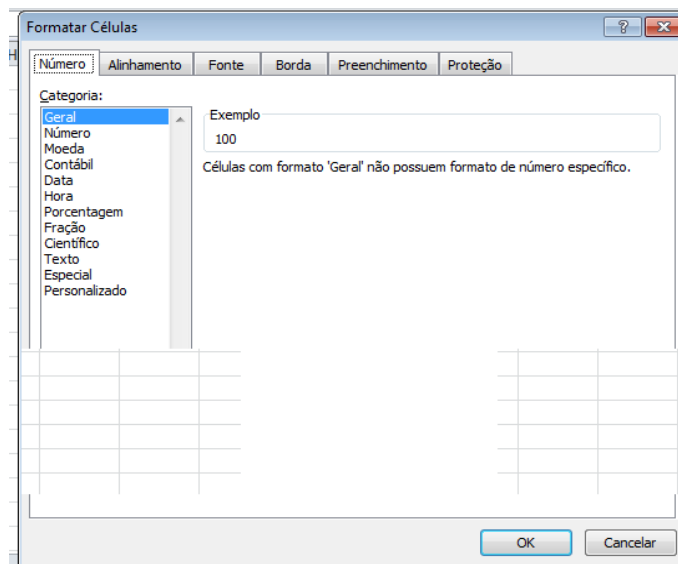 Formatar Células
H
Número Alinhamento Fonte Borda Preenchimento Proteção
Categoria:
Geral
Número
Moeda
Contábil
Data
Hora
Porcentagem
Fração
Científico
Texto
Especial
Personalizado
Exemplo
100
Células com formato 'Geral' não possuem formato de número específico.
OK Cancelar